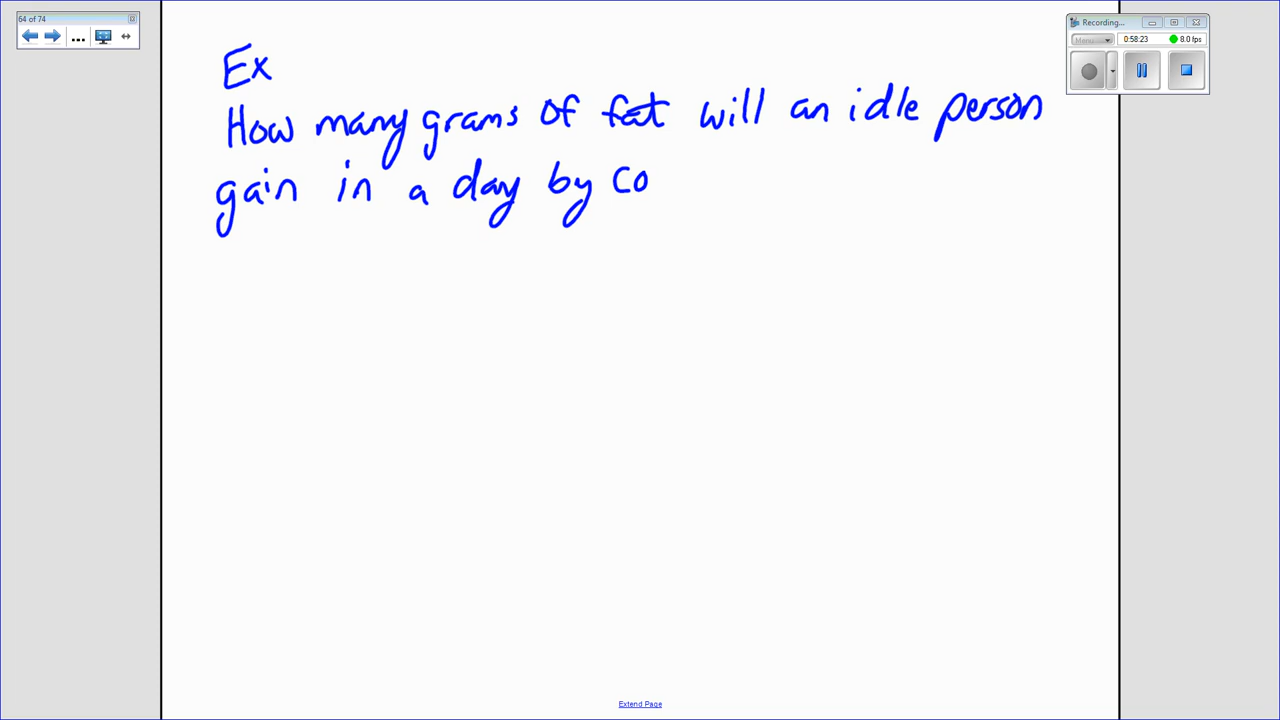 64 of 74
...
Recording...
Menu
0:58:23
8.0 fps
Ex
How many grams of fat will an idle person
gain in a day by co
Extend Page